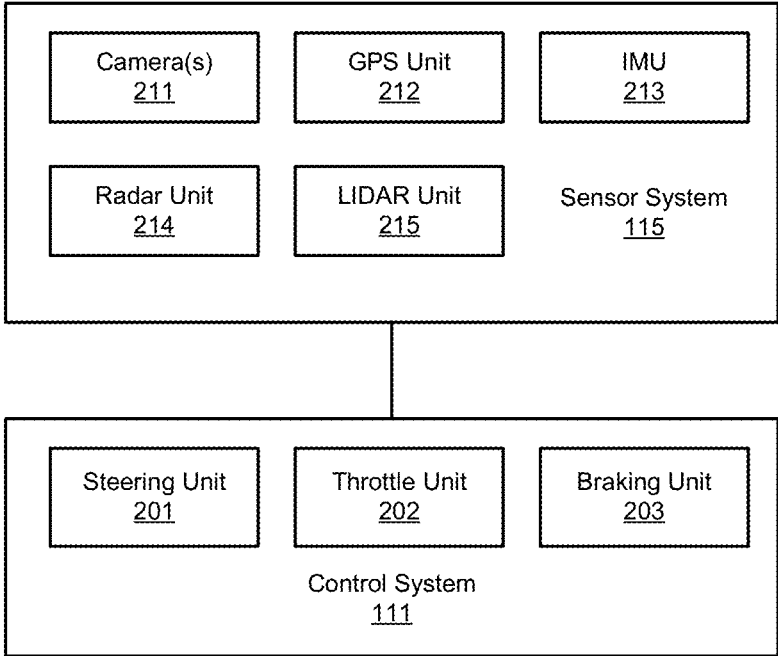 Camera(s)
211
GPS Unit
212
IMU
213
Radar Unit
214
LIDAR Unit
215
Sensor System
115
Steering Unit
201
Throttle Unit
202
Braking Unit
203
Control System
111